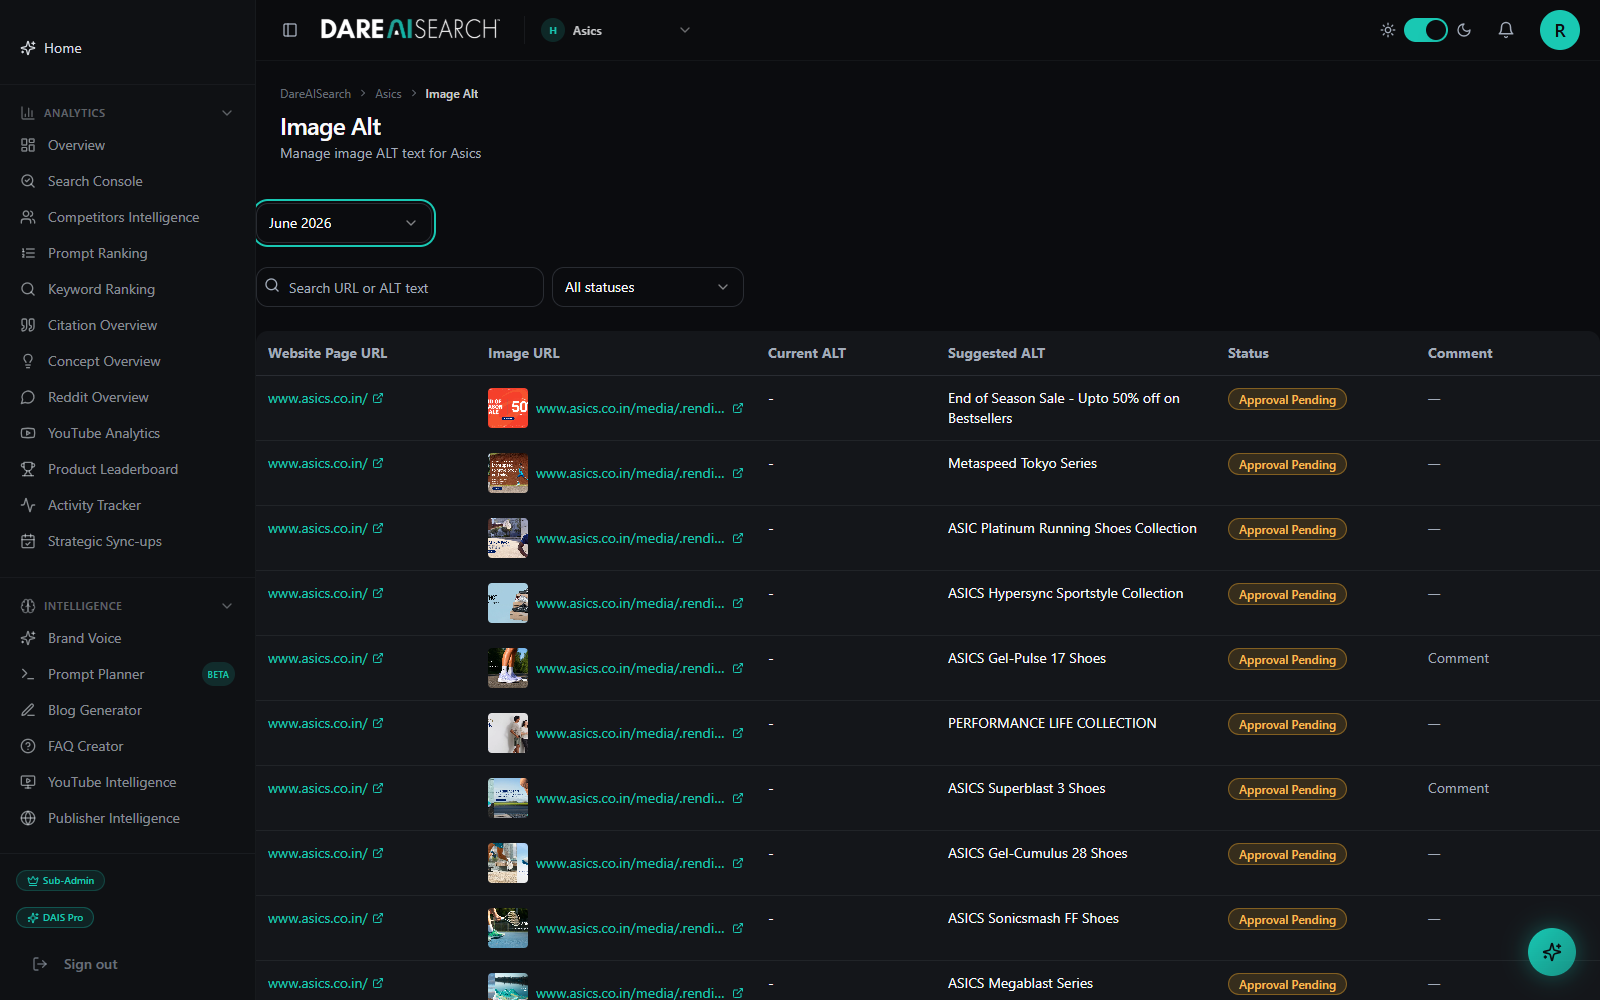 Home
ANALYTICS
Overview
Search Console
Competitors Intelligence
Prompt Ranking
Keyword Ranking
Citation Overview
Concept Overview
Reddit Overview
YouTube Analytics
Product Leaderboard
Activity Tracker
Strategic Sync-ups
INTELLIGENCE
Brand Voice
Prompt Planner BETA
Blog Generator
FAQ Creator
YouTube Intelligence
Publisher Intelligence
Sub-Admin
DAIS Pro
Sign out
DARE AI SEARCH
H Asics
R
DareAISearch > Asics > Image Alt
Image Alt
Manage image ALT text for Asics
June 2026
Search URL or ALT text
All statuses
Website Page URL Image URL Current ALT Suggested ALT Status Comment
www.asics.co.in/ www.asics.co.in/media/.rendi... - End of Season Sale - Upto 50% off on Bestsellers Approval Pending —
www.asics.co.in/ www.asics.co.in/media/.rendi... - Metaspeed Tokyo Series Approval Pending —
www.asics.co.in/ www.asics.co.in/media/.rendi... - ASIC Platinum Running Shoes Collection Approval Pending —
www.asics.co.in/ www.asics.co.in/media/.rendi... - ASICS Hypersync Sportstyle Collection Approval Pending —
www.asics.co.in/ www.asics.co.in/media/.rendi... - ASICS Gel-Pulse 17 Shoes Approval Pending Comment
www.asics.co.in/ www.asics.co.in/media/.rendi... - PERFORMANCE LIFE COLLECTION Approval Pending —
www.asics.co.in/ www.asics.co.in/media/.rendi... - ASICS Superblast 3 Shoes Approval Pending Comment
www.asics.co.in/ www.asics.co.in/media/.rendi... - ASICS Gel-Cumulus 28 Shoes Approval Pending —
www.asics.co.in/ www.asics.co.in/media/.rendi... - ASICS Sonicsmash FF Shoes Approval Pending —
www.asics.co.in/ www.asics.co.in/media/.rendi... - ASICS Megablast Series Approval Pending —